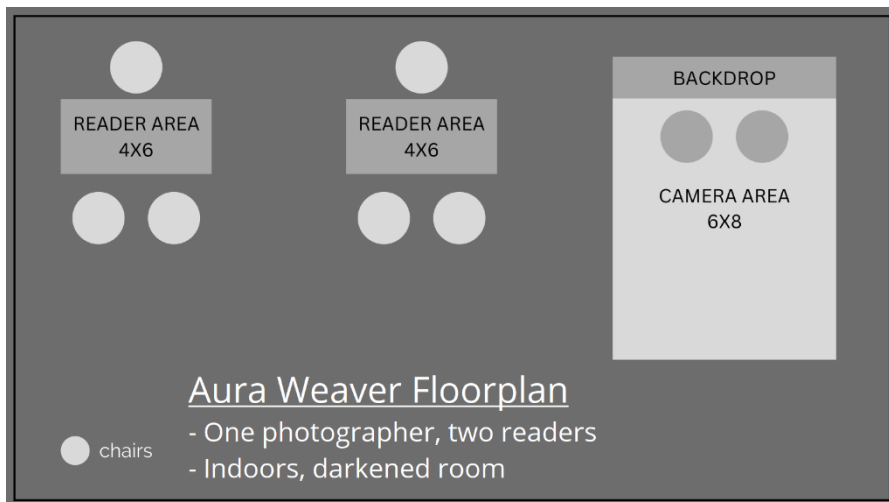 READER AREA
4X6
READER AREA
4X6
BACKDROP
CAMERA AREA
6X8
Aura Weaver Floorplan
- One photographer, two readers
- Indoors, darkened room
chairs